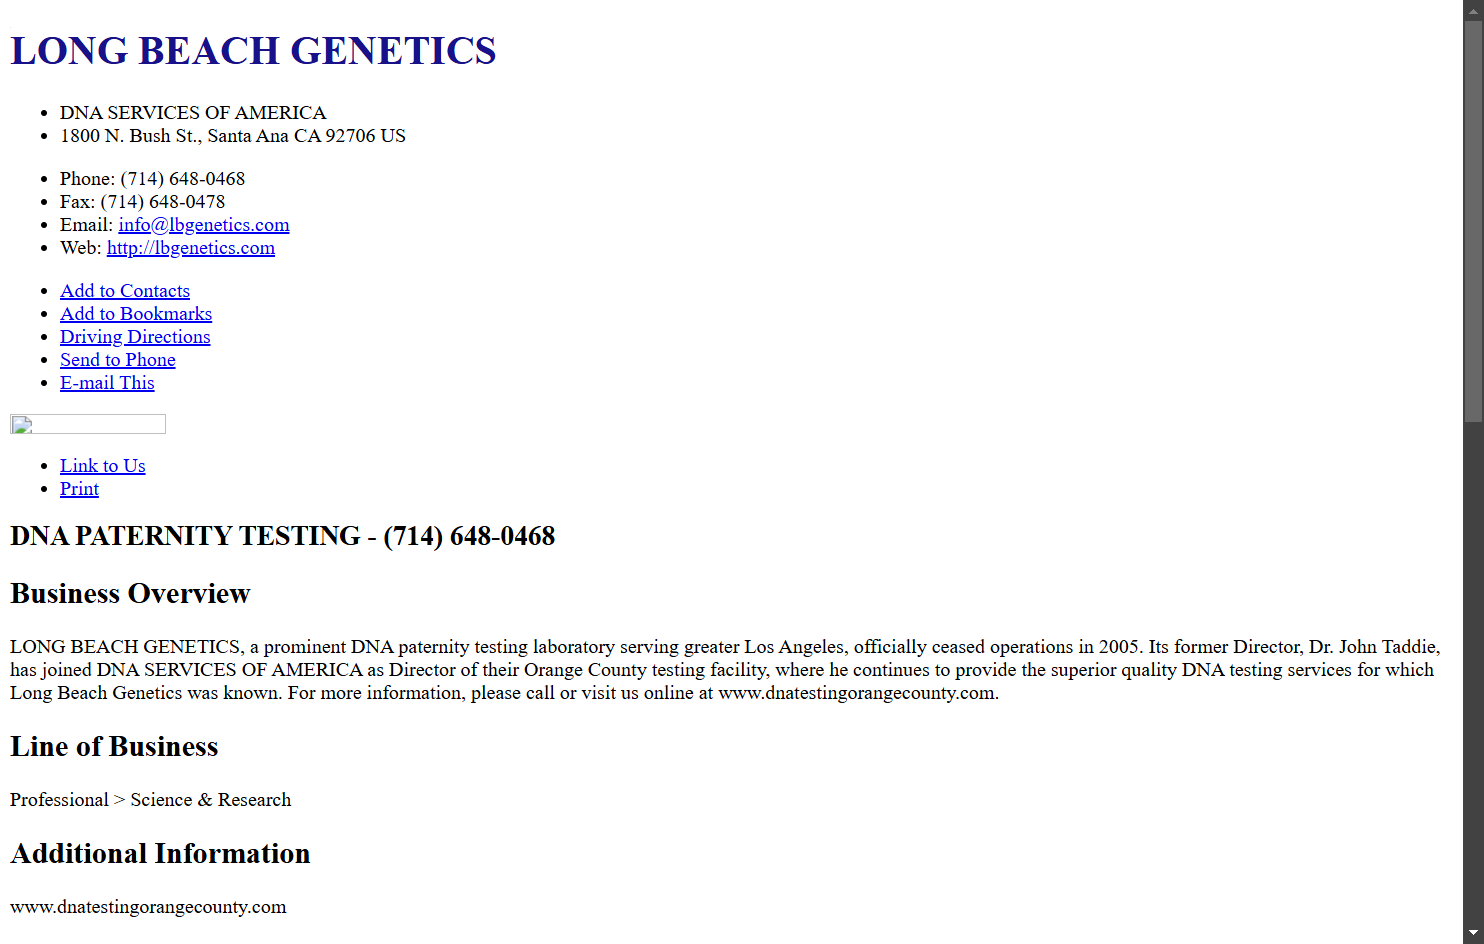 LONG BEACH GENETICS
DNA SERVICES OF AMERICA
1800 N. Bush St., Santa Ana CA 92706 US
Phone: (714) 648-0468
Fax: (714) 648-0478
Email: info@lbgenetics.com
Web: http://lbgenetics.com
Add to Contacts
Add to Bookmarks
Driving Directions
Send to Phone
E-mail This
Link to Us
Print
DNA PATERNITY TESTING - (714) 648-0468
Business Overview
LONG BEACH GENETICS, a prominent DNA paternity testing laboratory serving greater Los Angeles, officially ceased operations in 2005. Its former Director, Dr. John Taddie,
has joined DNA SERVICES OF AMERICA as Director of their Orange County testing facility, where he continues to provide the superior quality DNA testing services for which
Long Beach Genetics was known. For more information, please call or visit us online at www.dnatestingorangecounty.com.
Line of Business
Professional > Science & Research
Additional Information
www.dnatestingorangecounty.com